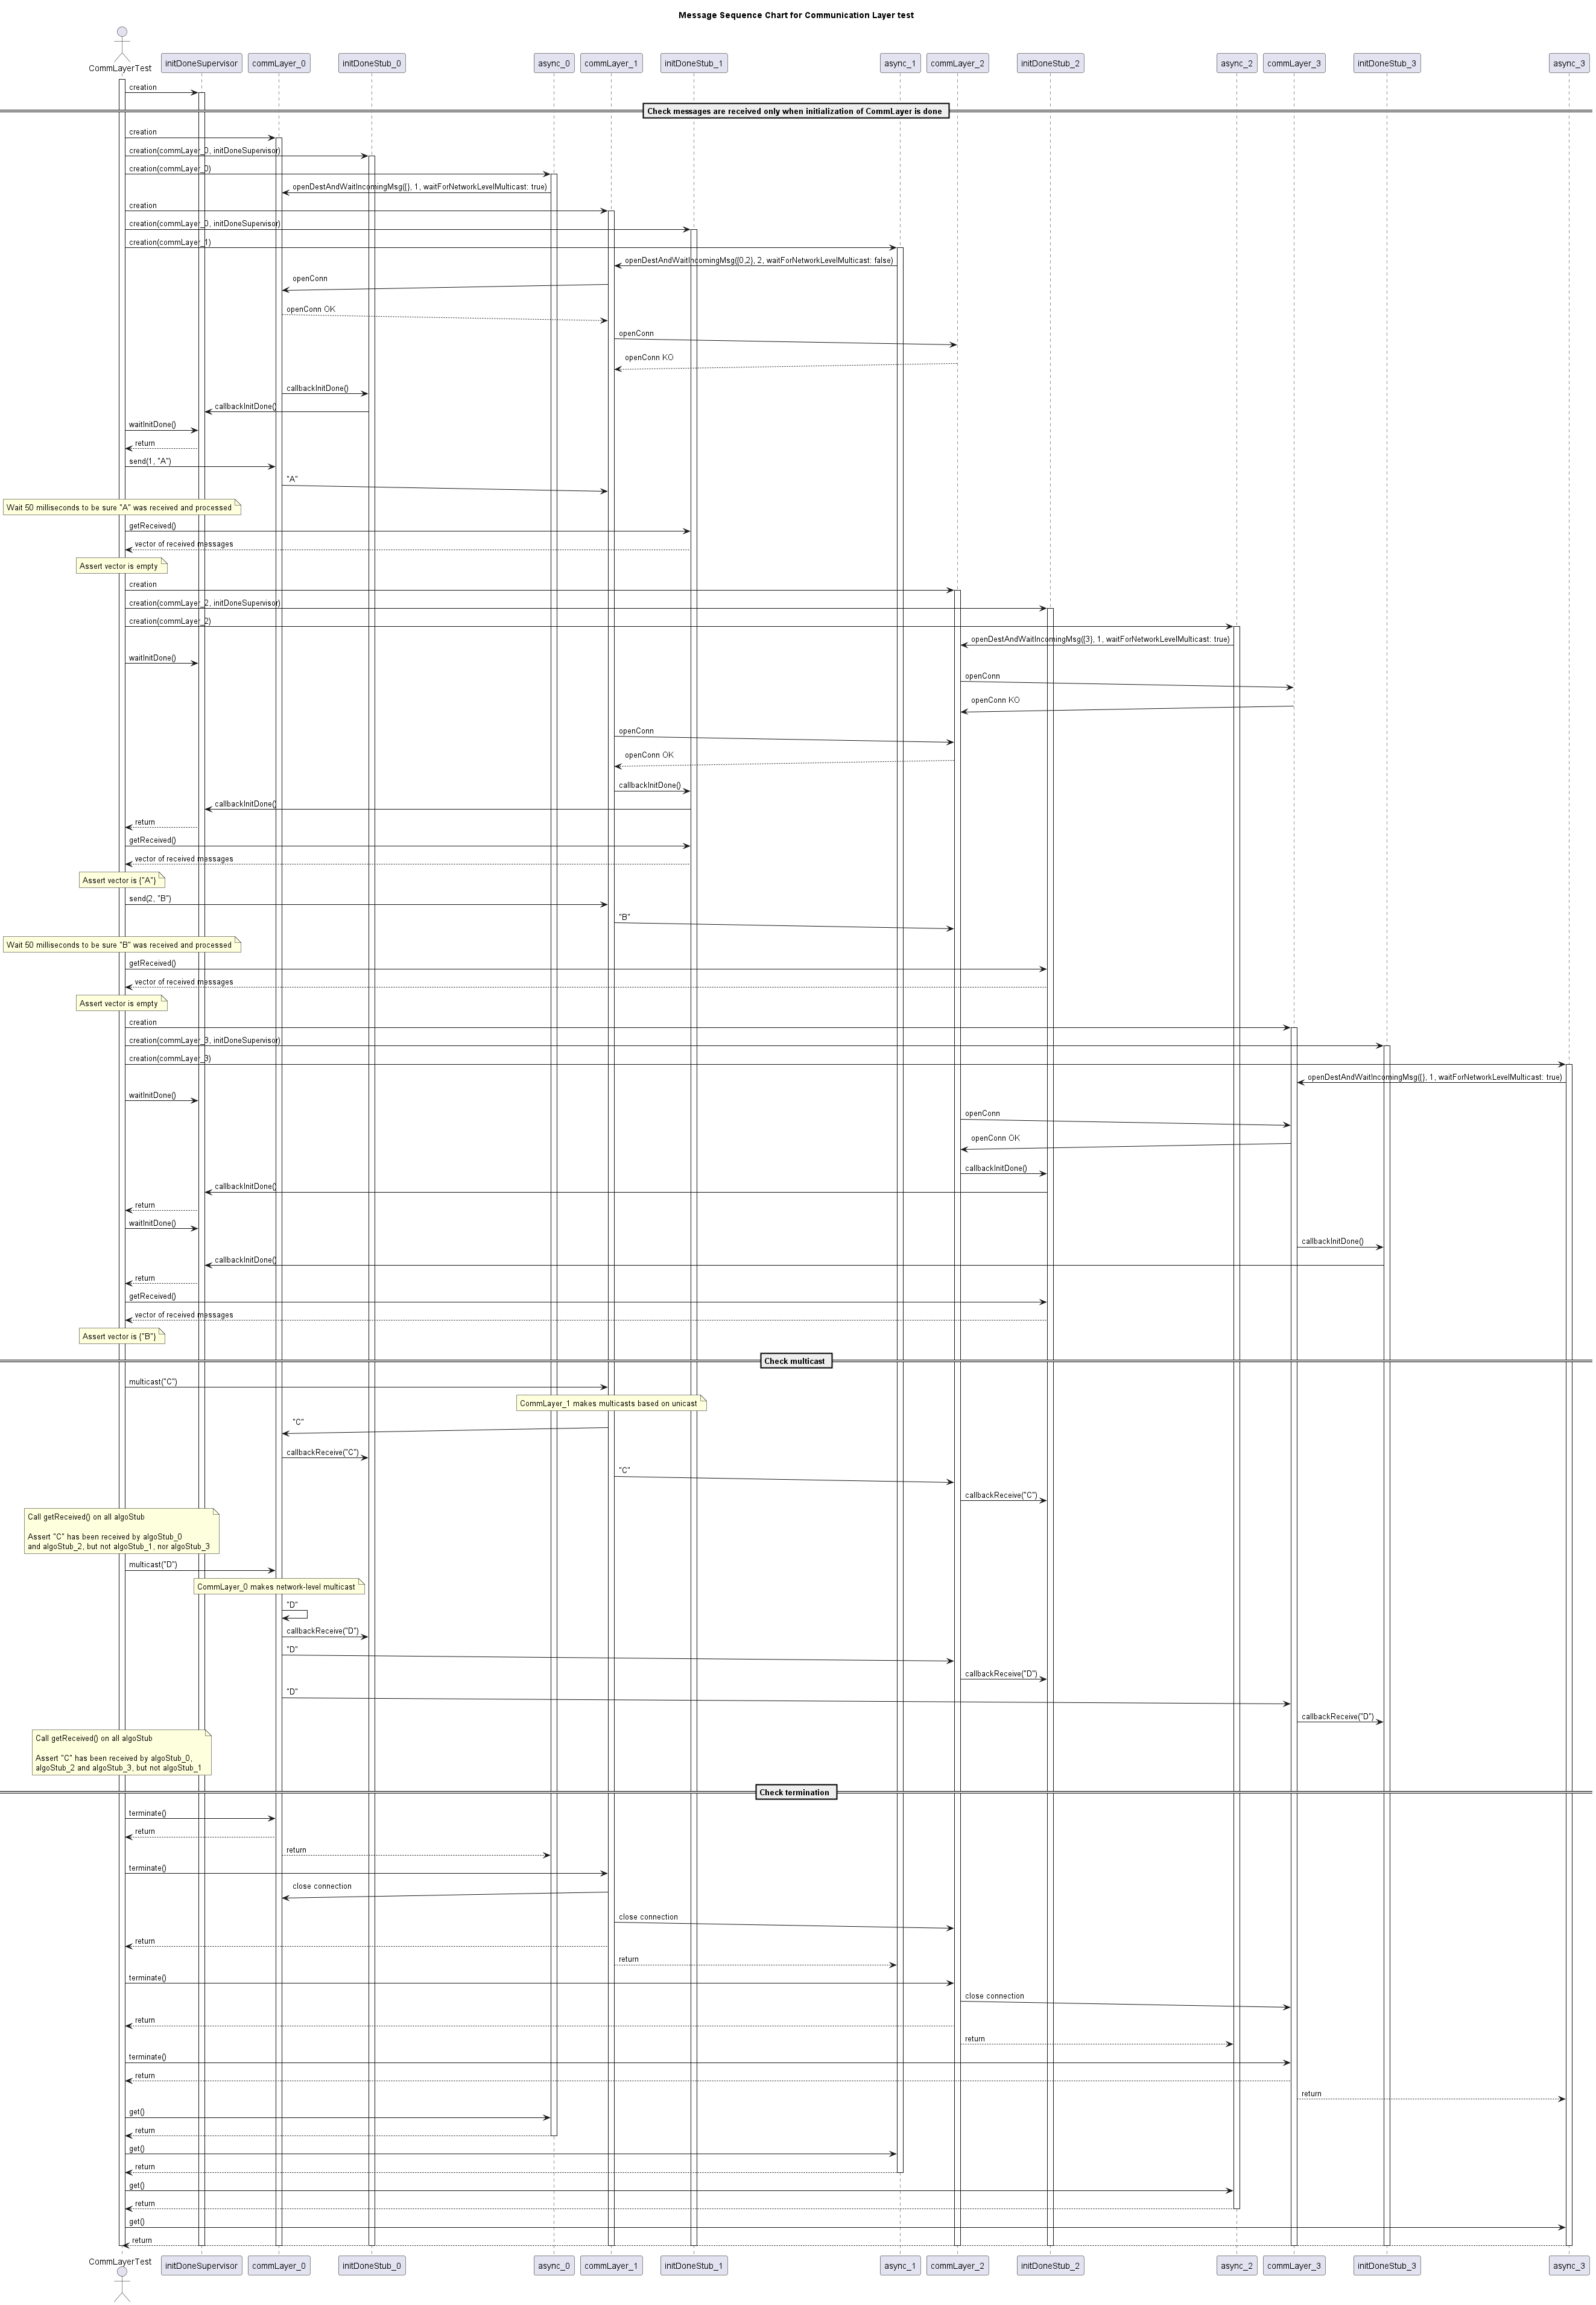 Message Sequence Chart for Communication Layer test
CommLayerTest
initDoneSupervisor
commLayer_0
initDoneStub_0
async_0
commLayer_1
initDoneStub_1
async_1
commLayer_2
initDoneStub_2
async_2
commLayer_3
initDoneStub_3
async_3
creation
Check messages are received only when initialization of CommLayer is done
creation
creation(commLayer_0, initDoneSupervisor)
creation(commLayer_0)
openDestAndWaitIncomingMsg({}, 1, waitForNetworkLevelMulticast: true)
creation
creation(commLayer_0, initDoneSupervisor)
creation(commLayer_1)
openDestAndWaitIncomingMsg({0,2}, 2, waitForNetworkLevelMulticast: false)
openConn
openConn OK
openConn
openConn KO
callbackInitDone()
callbackInitDone()
waitInitDone()
return
send(1, "A")
"A"
Wait 50 milliseconds to be sure "A" was received and processed
getReceived()
vector of received messages
Assert vector is empty
creation
creation(commLayer_2, initDoneSupervisor)
creation(commLayer_2)
openDestAndWaitIncomingMsg({3}, 1, waitForNetworkLevelMulticast: true)
waitInitDone()
openConn
openConn KO
openConn
openConn OK
callbackInitDone()
callbackInitDone()
return
getReceived()
vector of received messages
Assert vector is {"A"}
send(2, "B")
"B"
Wait 50 milliseconds to be sure "B" was received and processed
getReceived()
vector of received messages
Assert vector is empty
creation
creation(commLayer_3, initDoneSupervisor)
creation(commLayer_3)
openDestAndWaitIncomingMsg({}, 1, waitForNetworkLevelMulticast: true)
waitInitDone()
openConn
openConn OK
callbackInitDone()
callbackInitDone()
return
waitInitDone()
callbackInitDone()
callbackInitDone()
return
getReceived()
vector of received messages
Assert vector is {"B"}
Check multicast
multicast("C")
CommLayer_1 makes multicasts based on unicast
"C"
callbackReceive("C")
"C"
callbackReceive("C")
Call getReceived() on all algoStub
Assert "C" has been received by algoStub_0
and algoStub_2, but not algoStub_1, nor algoStub_3
multicast("D")
CommLayer_0 makes network-level multicast
"D"
callbackReceive("D")
"D"
callbackReceive("D")
"D"
callbackReceive("D")
Call getReceived() on all algoStub
Assert "C" has been received by algoStub_0,
algoStub_2 and algoStub_3, but not algoStub_1
Check termination
terminate()
return
return
terminate()
close connection
close connection
return
return
terminate()
close connection
return
return
terminate()
return
return
get()
return
get()
return
get()
return
get()
return
CommLayerTest
initDoneSupervisor
commLayer_0
initDoneStub_0
async_0
commLayer_1
initDoneStub_1
async_1
commLayer_2
initDoneStub_2
async_2
commLayer_3
initDoneStub_3
async_3